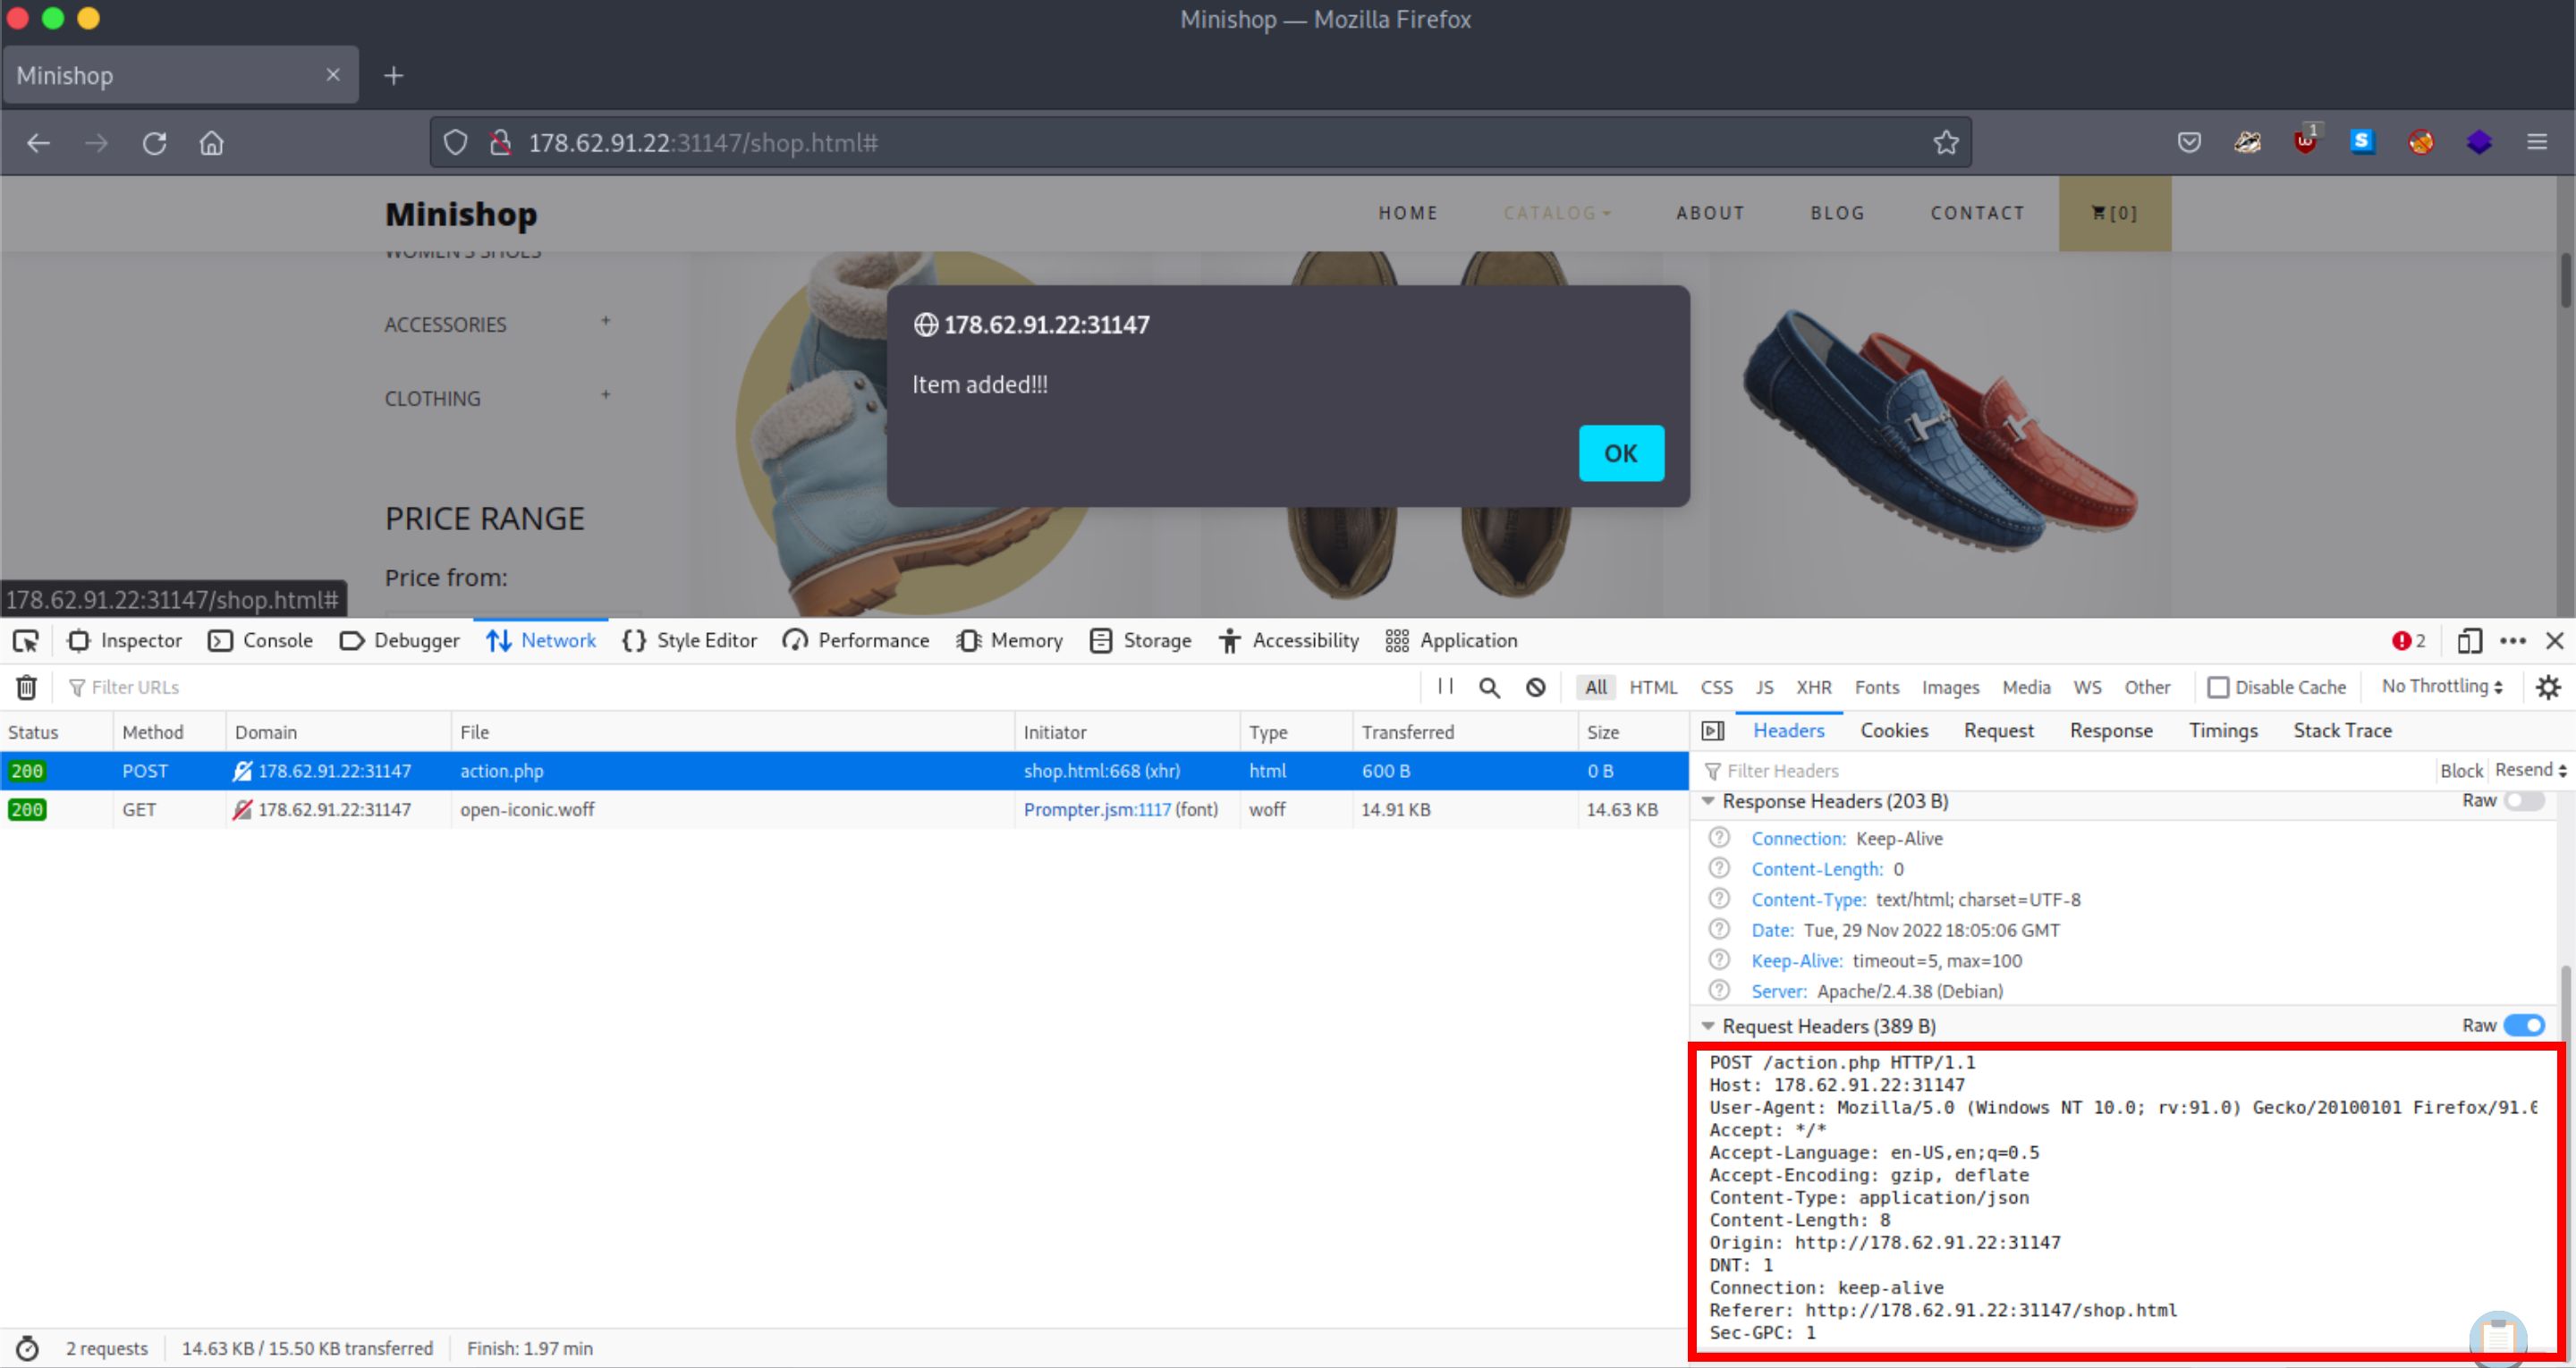 Minishop — Mozilla Firefox
Minishop
178.62.91.22:31147/shop.html#
1
S
Minishop
HOME CATALOG ABOUT BLOG CONTACT [0]
WOMEN'S SHOES
ACCESSORIES +
CLOTHING +
PRICE RANGE
Price from:
178.62.91.22:31147
Item added!!!
OK
178.62.91.22:31147/shop.html#
Inspector Console Debugger Network Style Editor Performance Memory Storage Accessibility Application 2
Filter URLs All HTML CSS JS XHR Fonts Images Media WS Other Disable Cache No Throttling
Status Method Domain File Initiator Type Transferred Size
200 POST 178.62.91.22:31147 action.php shop.html:668 (xhr) html 600 B 0 B
200 GET 178.62.91.22:31147 open-iconic.woff Prompter.jsm:1117 (font) woff 14.91 KB 14.63 KB
Headers Cookies Request Response Timings Stack Trace
Filter Headers Block Resend
Response Headers (203 B) Raw
Connection: Keep-Alive
Content-Length: 0
Content-Type: text/html; charset=UTF-8
Date: Tue, 29 Nov 2022 18:05:06 GMT
Keep-Alive: timeout=5, max=100
Server: Apache/2.4.38 (Debian)
Request Headers (389 B) Raw
POST /action.php HTTP/1.1
Host: 178.62.91.22:31147
User-Agent: Mozilla/5.0 (Windows NT 10.0; rv:91.0) Gecko/20100101 Firefox/91.0
Accept: */*
Accept-Language: en-US,en;q=0.5
Accept-Encoding: gzip, deflate
Content-Type: application/json
Content-Length: 8
Origin: http://178.62.91.22:31147
DNT: 1
Connection: keep-alive
Referer: http://178.62.91.22:31147/shop.html
Sec-GPC: 1
2 requests 14.63 KB / 15.50 KB transferred Finish: 1.97 min